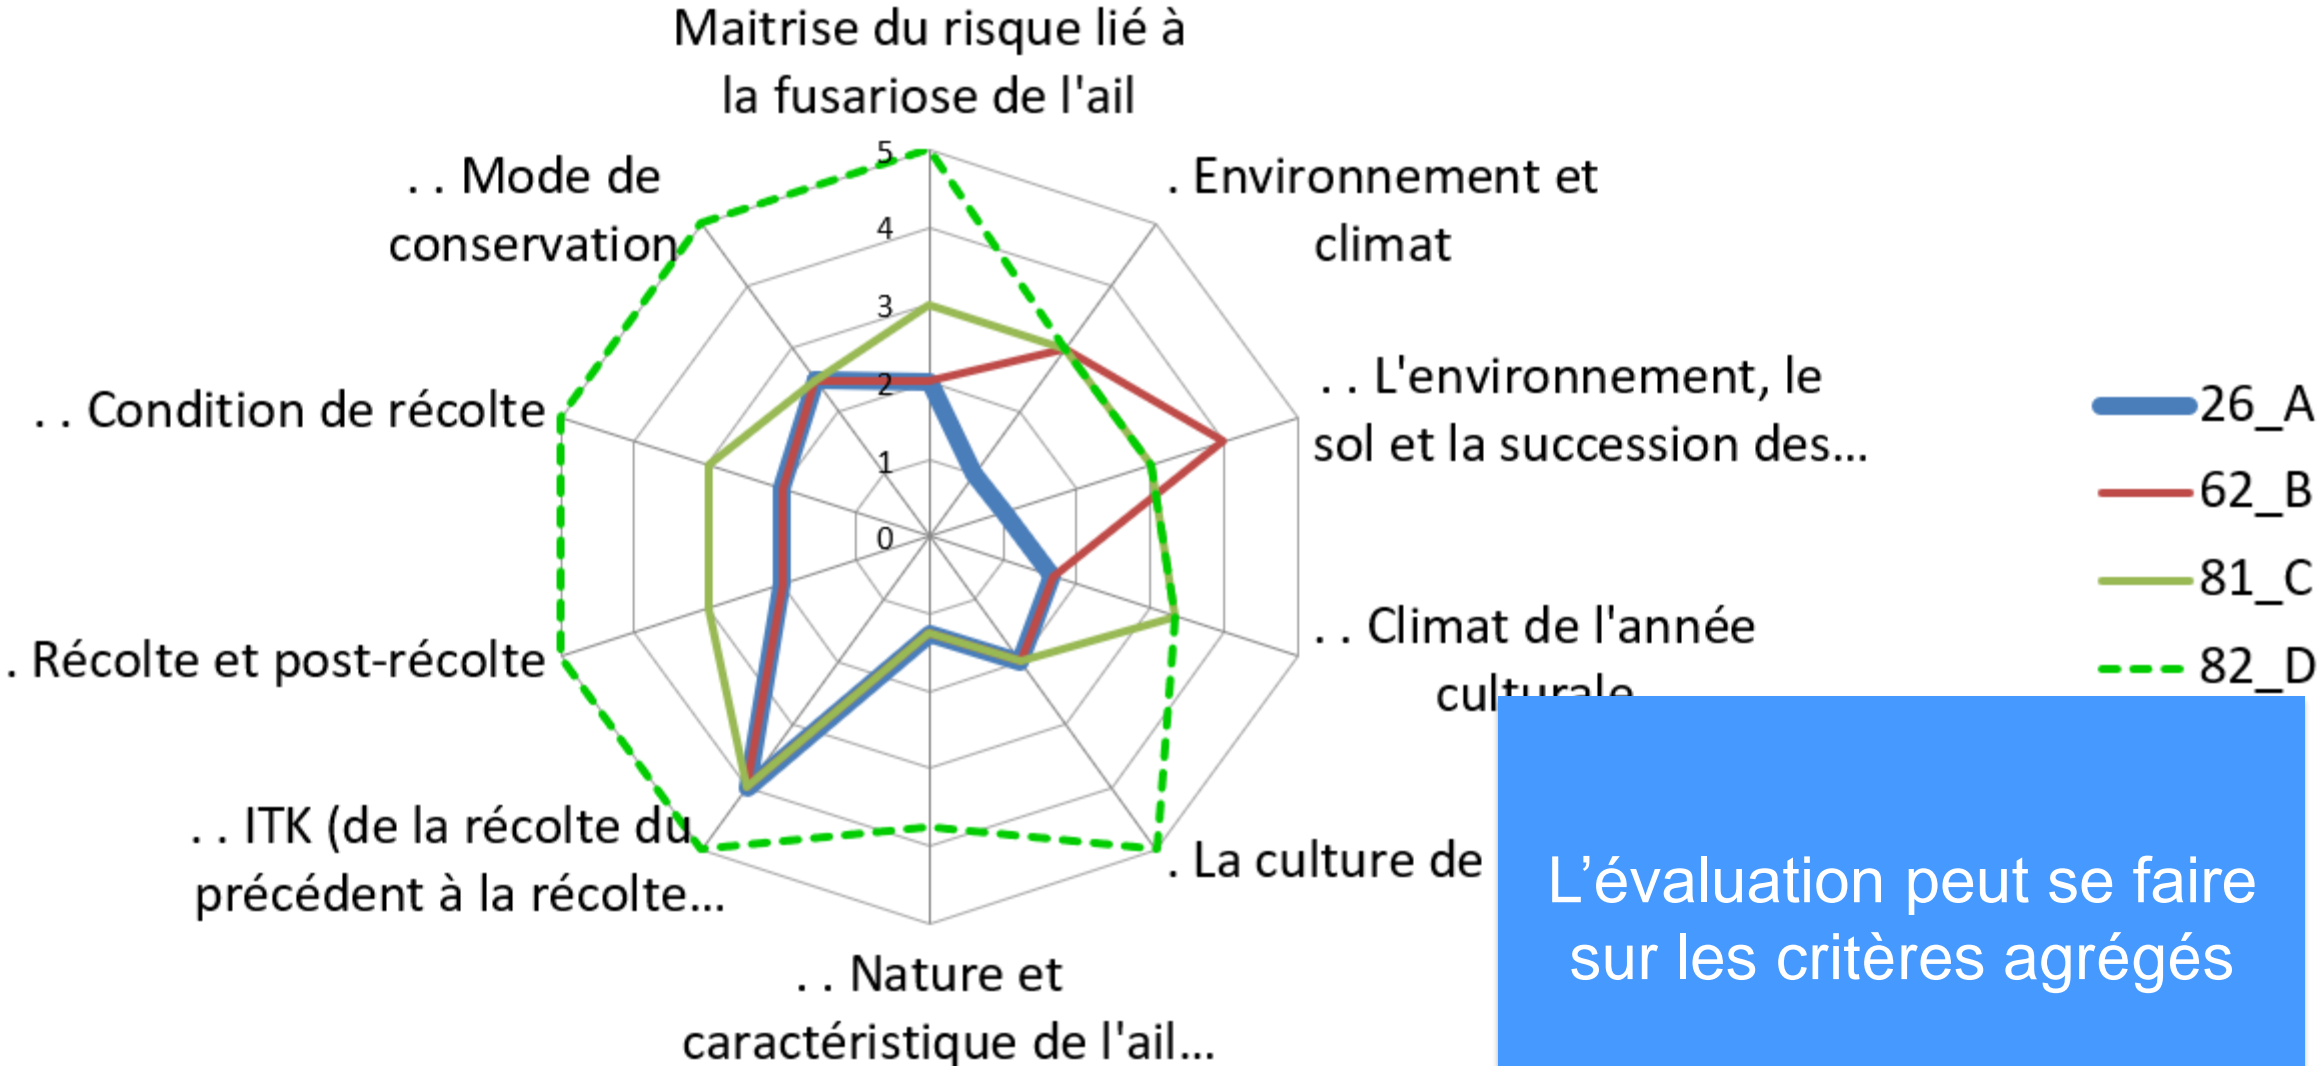 Maitrise du risque lié à
la fusariose de l'ail
. Environnement et
climat
. . L'environnement, le
sol et la succession des...
. . Climat de l'année
culturale
. La culture de
. . Nature et
caractéristique de l'ail...
. . ITK (de la récolte du
précédent à la récolte...
. Récolte et post-récolte
. . Condition de récolte
. . Mode de
conservation
5
4
3
2
1
0
26_A
62_B
81_C
82_D
L’évaluation peut se faire
sur les critères agrégés